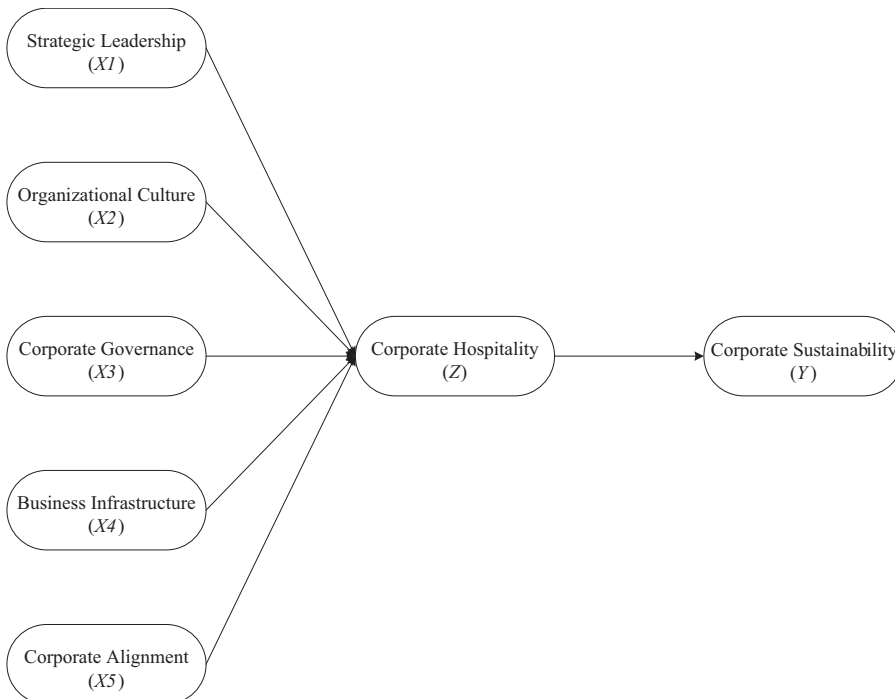 Strategic Leadership
(X1)
Organizational Culture
(X2)
Corporate Governance
(X3)
Corporate Hospitality
(Z)
Corporate Sustainability
(Y)
Business Infrastructure
(X4)
Corporate Alignment
(X5)